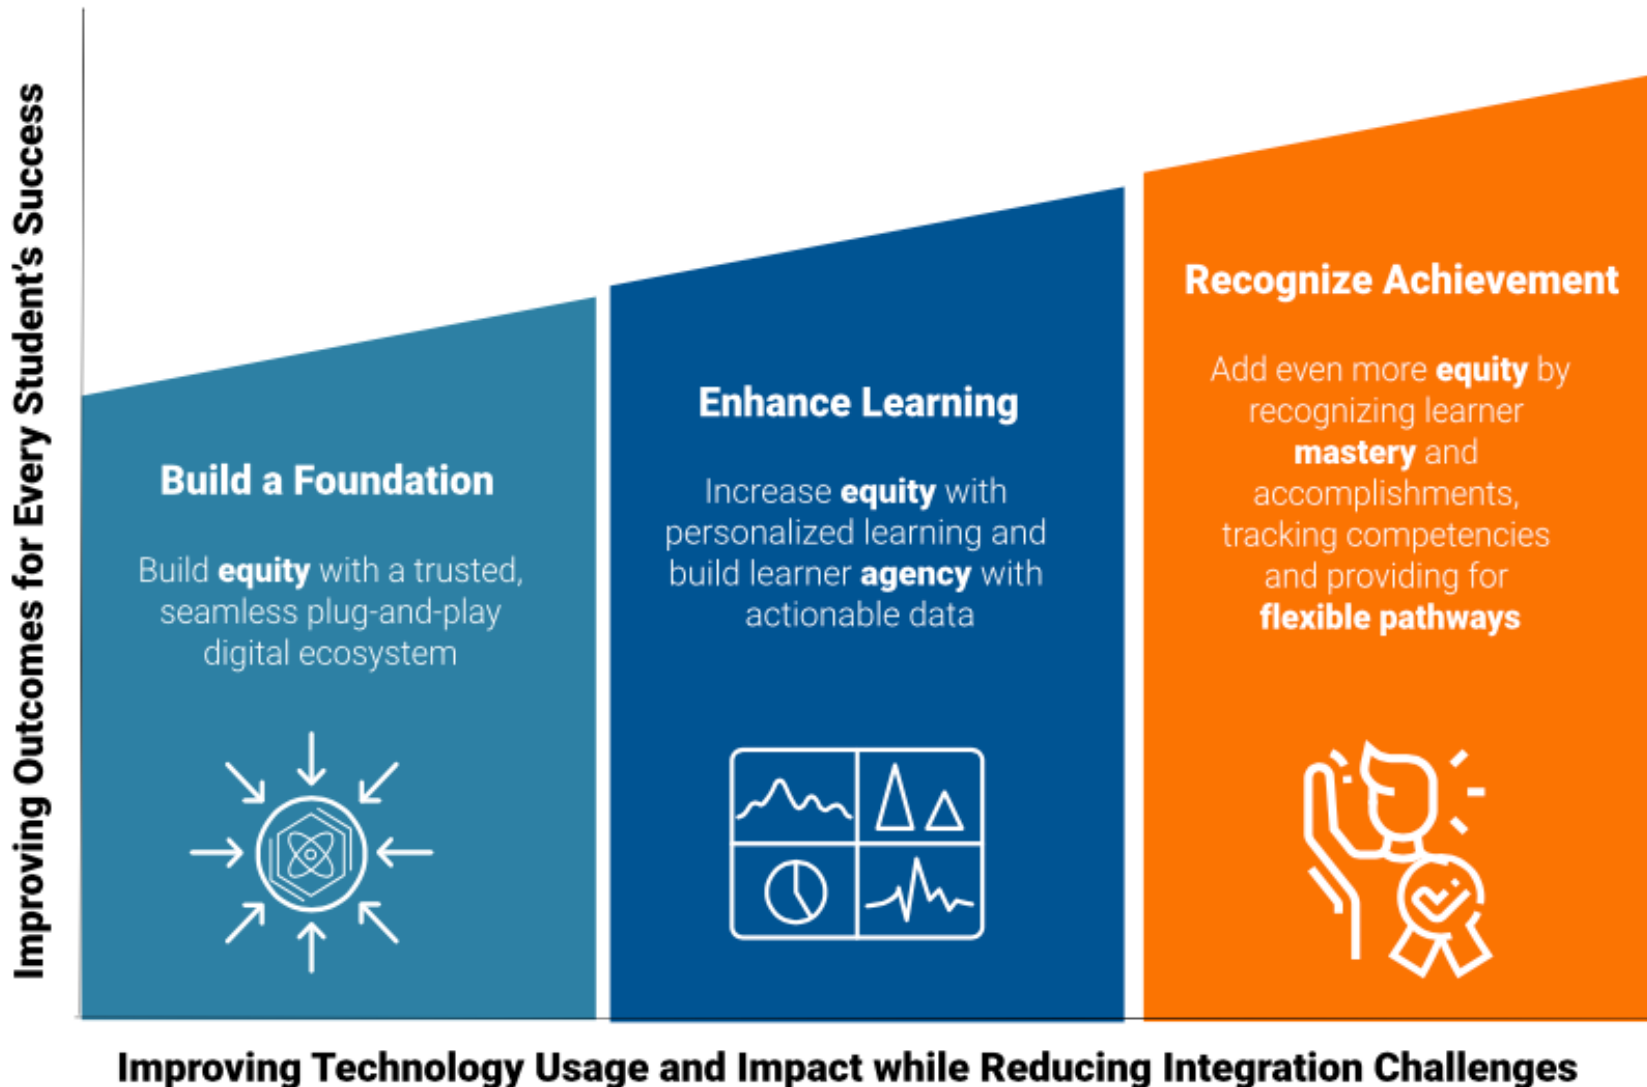 Improving Outcomes for Every Student's Success
Build a Foundation
Build equity with a trusted,
seamless plug-and-play
digital ecosystem
Enhance Learning
Increase equity with
personalized learning and
build learner agency with
actionable data
Recognize Achievement
Add even more equity by
recognizing learner
mastery and
accomplishments,
tracking competencies
and providing for
flexible pathways
Improving Technology Usage and Impact while Reducing Integration Challenges